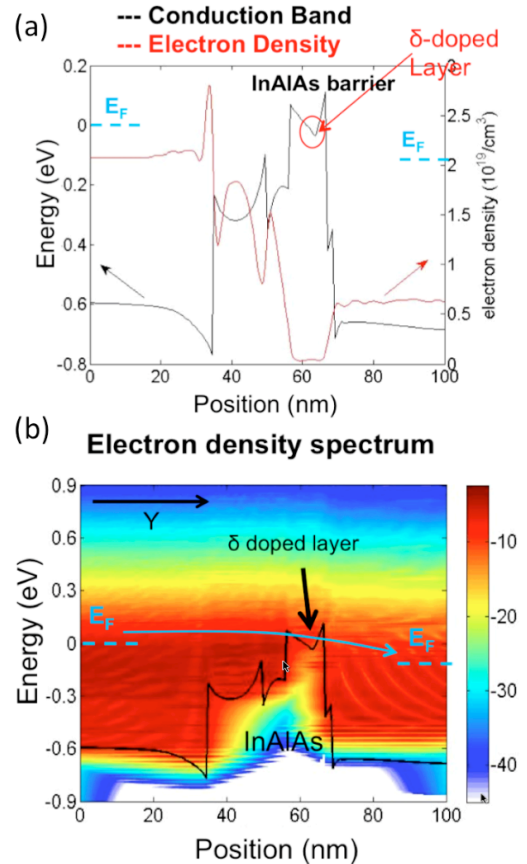 (a)
--- Conduction Band
--- Electron Density
δ-doped
Layer
InAlAs barrier
E_F
E_F
0.2
0
0.2
0.4
0.6
-0.8
Energy (eV)
3
2.5
2
1.5
1
0.5
0
electron density (10^19/cm^3)
0 20 40 60 80 100
Position (nm)
(b)
Electron density spectrum
0.9
0.6
0.3
0
-0.3
-0.6
-0.9
Energy (eV)
Y
δ doped layer
E_F
E_F
InAlAs
-10
-20
-30
-40
0 20 40 60 80 100
Position (nm)